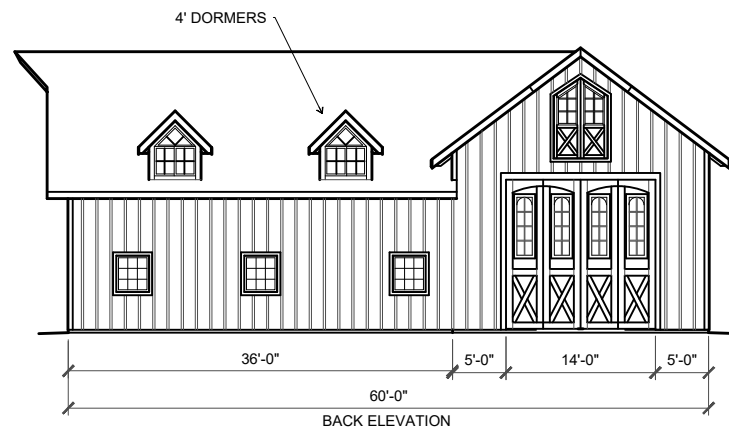 4' DORMERS
36'-0" 5'-0" 14'-0" 5'-0"
60'-0"
BACK ELEVATION